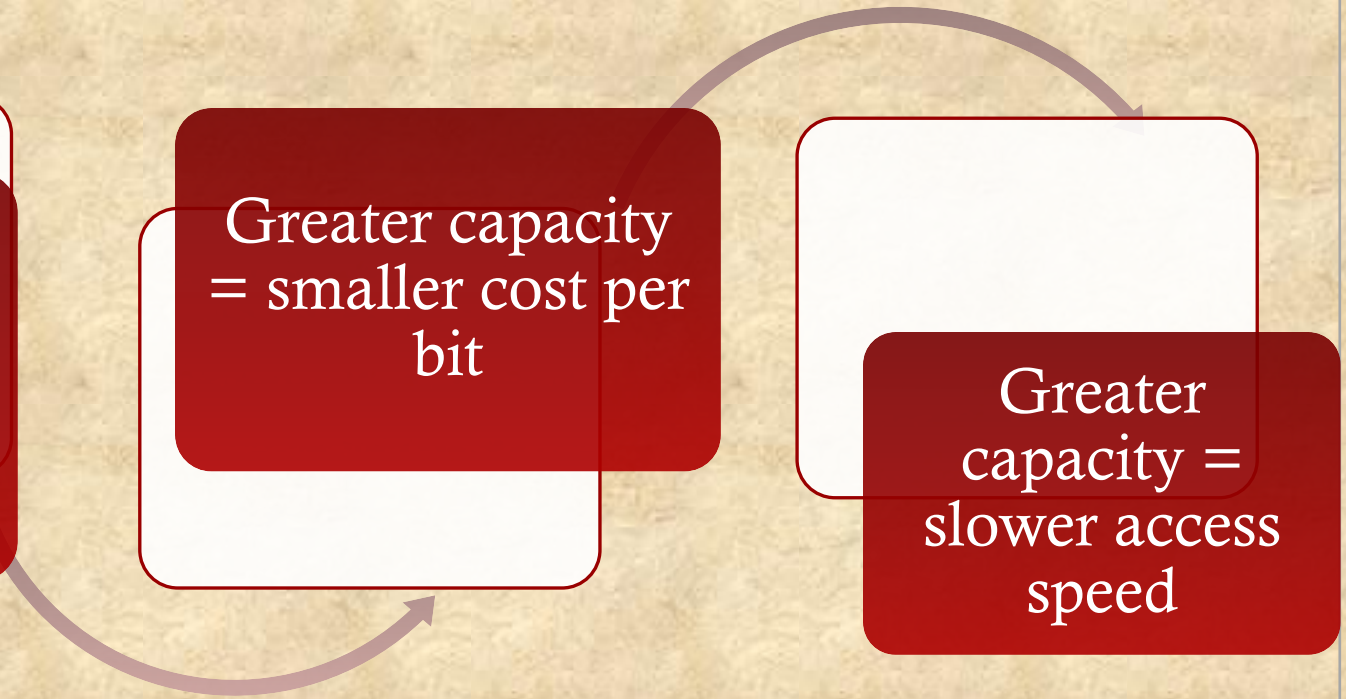 Greater capacity
= smaller cost per
bit
Greater
capacity =
slower access
speed